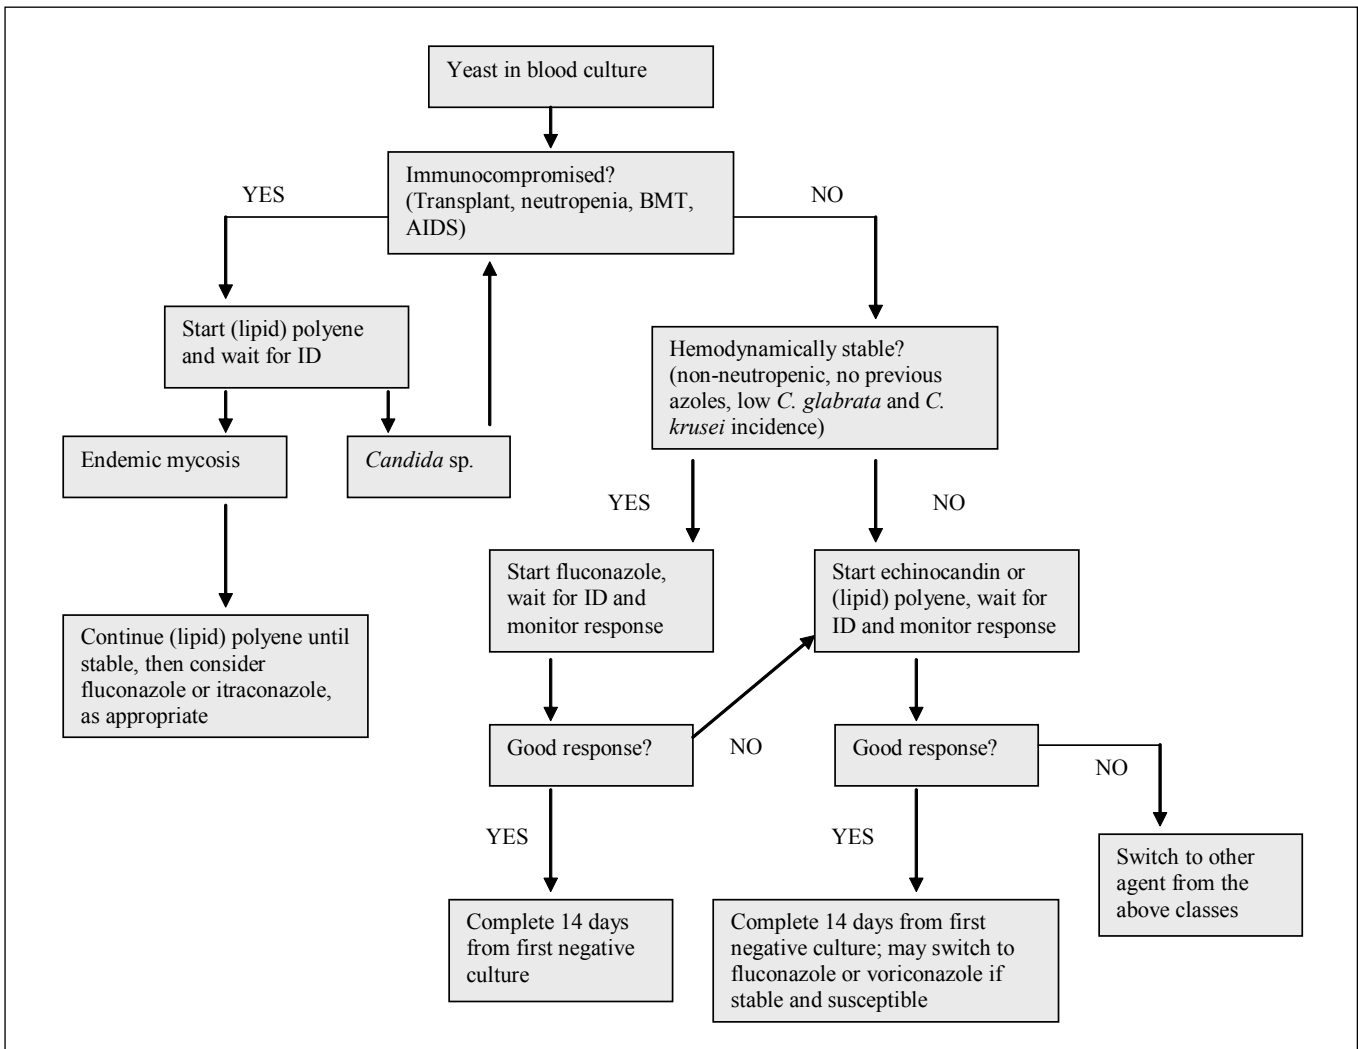 Yeast in blood culture
Immunocompromised?
(Transplant, neutropenia, BMT,
AIDS)
YES
NO
Start (lipid) polyene
and wait for ID
Hemodynamically stable?
(non-neutropenic, no previous
azoles, low C. glabrata and C.
krusei incidence)
Endemic mycosis
Candida sp.
YES
NO
Start fluconazole,
wait for ID and
monitor response
Start echinocandin or
(lipid) polyene, wait for
ID and monitor response
Continue (lipid) polyene until
stable, then consider
fluconazole or itraconazole,
as appropriate
Good response?
NO
Good response?
NO
YES
YES
Switch to other
agent from the
above classes
Complete 14 days
from first negative
culture
Complete 14 days from first
negative culture; may switch to
fluconazole or voriconazole if
stable and susceptible